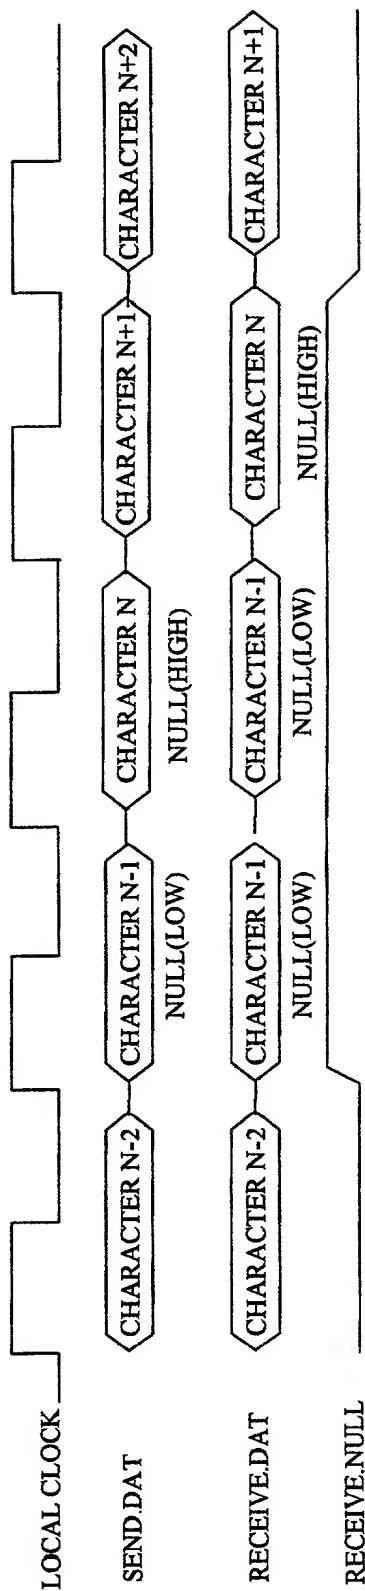 LOCAL CLOCK
SEND.DAT
CHARACTER N-2
CHARACTER N-1
CHARACTER N
CHARACTER N+1
CHARACTER N+2
NULL(LOW)
NULL(HIGH)
RECEIVE.DAT
CHARACTER N-2
CHARACTER N-1
CHARACTER N-1
CHARACTER N
CHARACTER N+1
NULL(LOW)
NULL(LOW)
NULL(HIGH)
RECEIVE.NULL